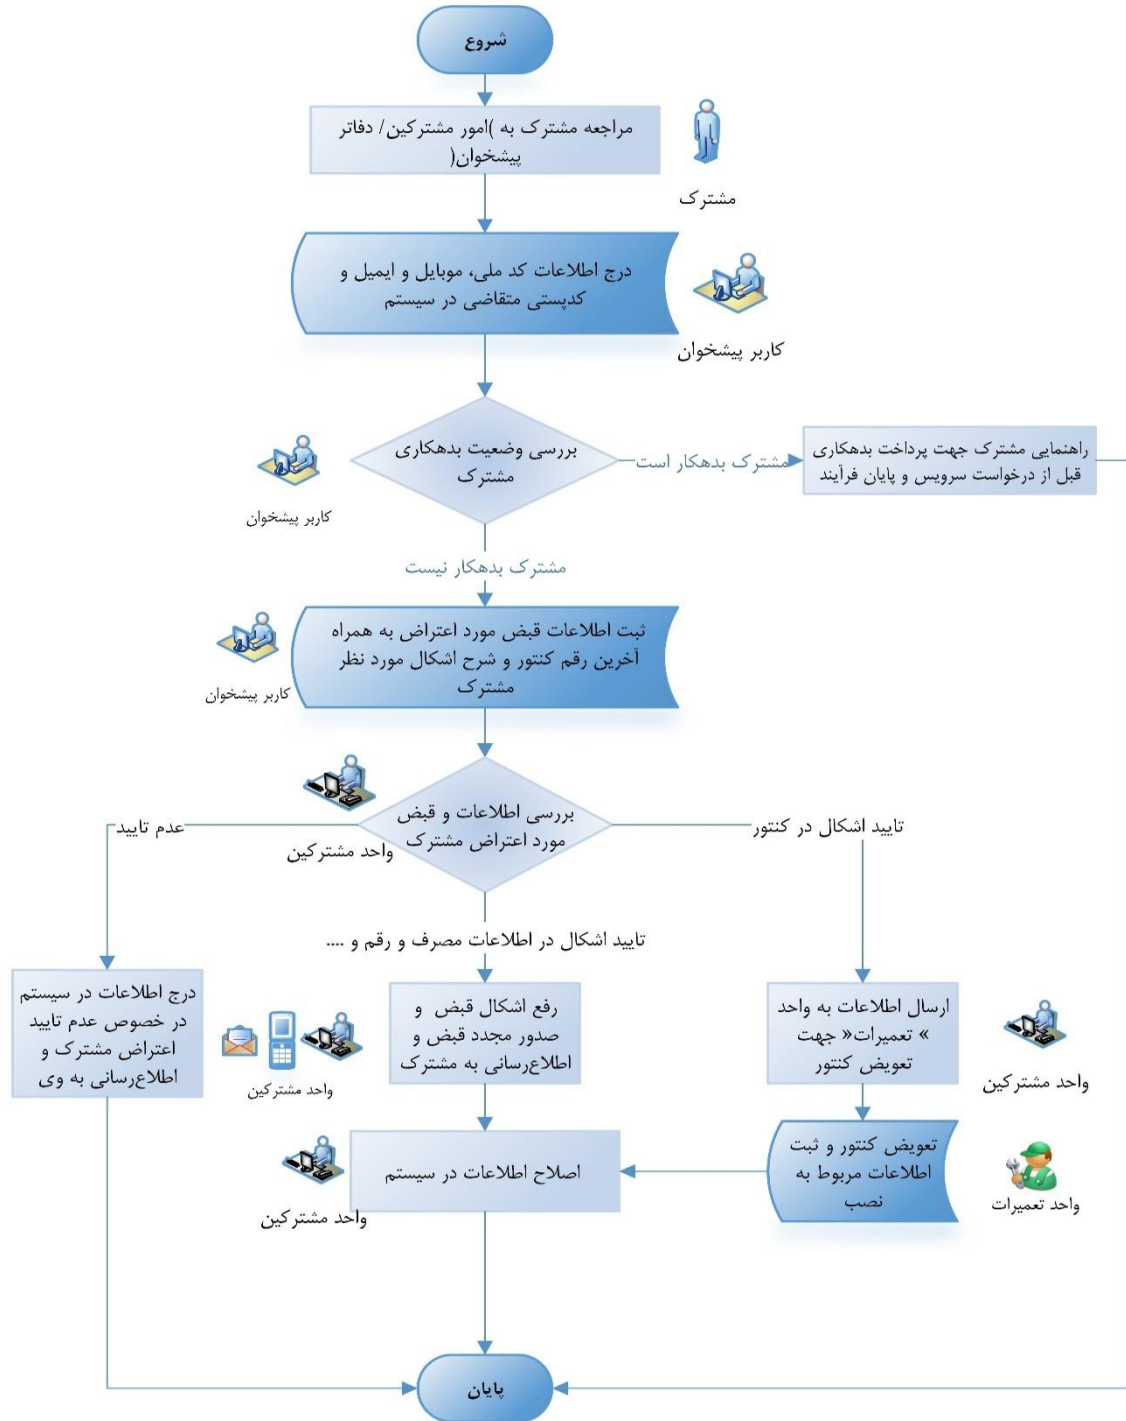 شروع
مراجعه مشترک به )امور مشترکین/ دفاتر
پیشخوان(
مشترک
درج اطلاعات کد ملی، موبایل و ایمیل و
کدپستی متقاضی در سیستم
کاربر پیشخوان
بررسی وضعیت بدهکاری
مشترک
کاربر پیشخوان
مشترک بدهکار است
راهنمایی مشترک جهت پرداخت بدهکاری
قبل از درخواست سرویس و پایان فرآیند
مشترک بدهکار نیست
ثبت اطلاعات قبض مورد اعتراض به همراه
آخرین رقم کنتور و شرح اشکال مورد نظر
مشترک
کاربر پیشخوان
بررسی اطلاعات و قبض
مورد اعتراض مشترک
واحد مشترکین
تایید اشکال در کنتور
عدم تایید
تایید اشکال در اطلاعات مصرف و رقم و ....
ارسال اطلاعات به واحد
» تعمیرات« جهت
تعویض کنتور
واحد مشترکین
رفع اشکال قبض و
صدور مجدد قبض و
اطلاع‌رسانی به مشترک
واحد مشترکین
درج اطلاعات در سیستم
در خصوص عدم تایید
اعتراض مشترک و
اطلاع‌رسانی به وی
تعویض کنتور و ثبت
اطلاعات مربوط به
نصب
واحد تعمیرات
اصلاح اطلاعات در سیستم
واحد مشترکین
پایان